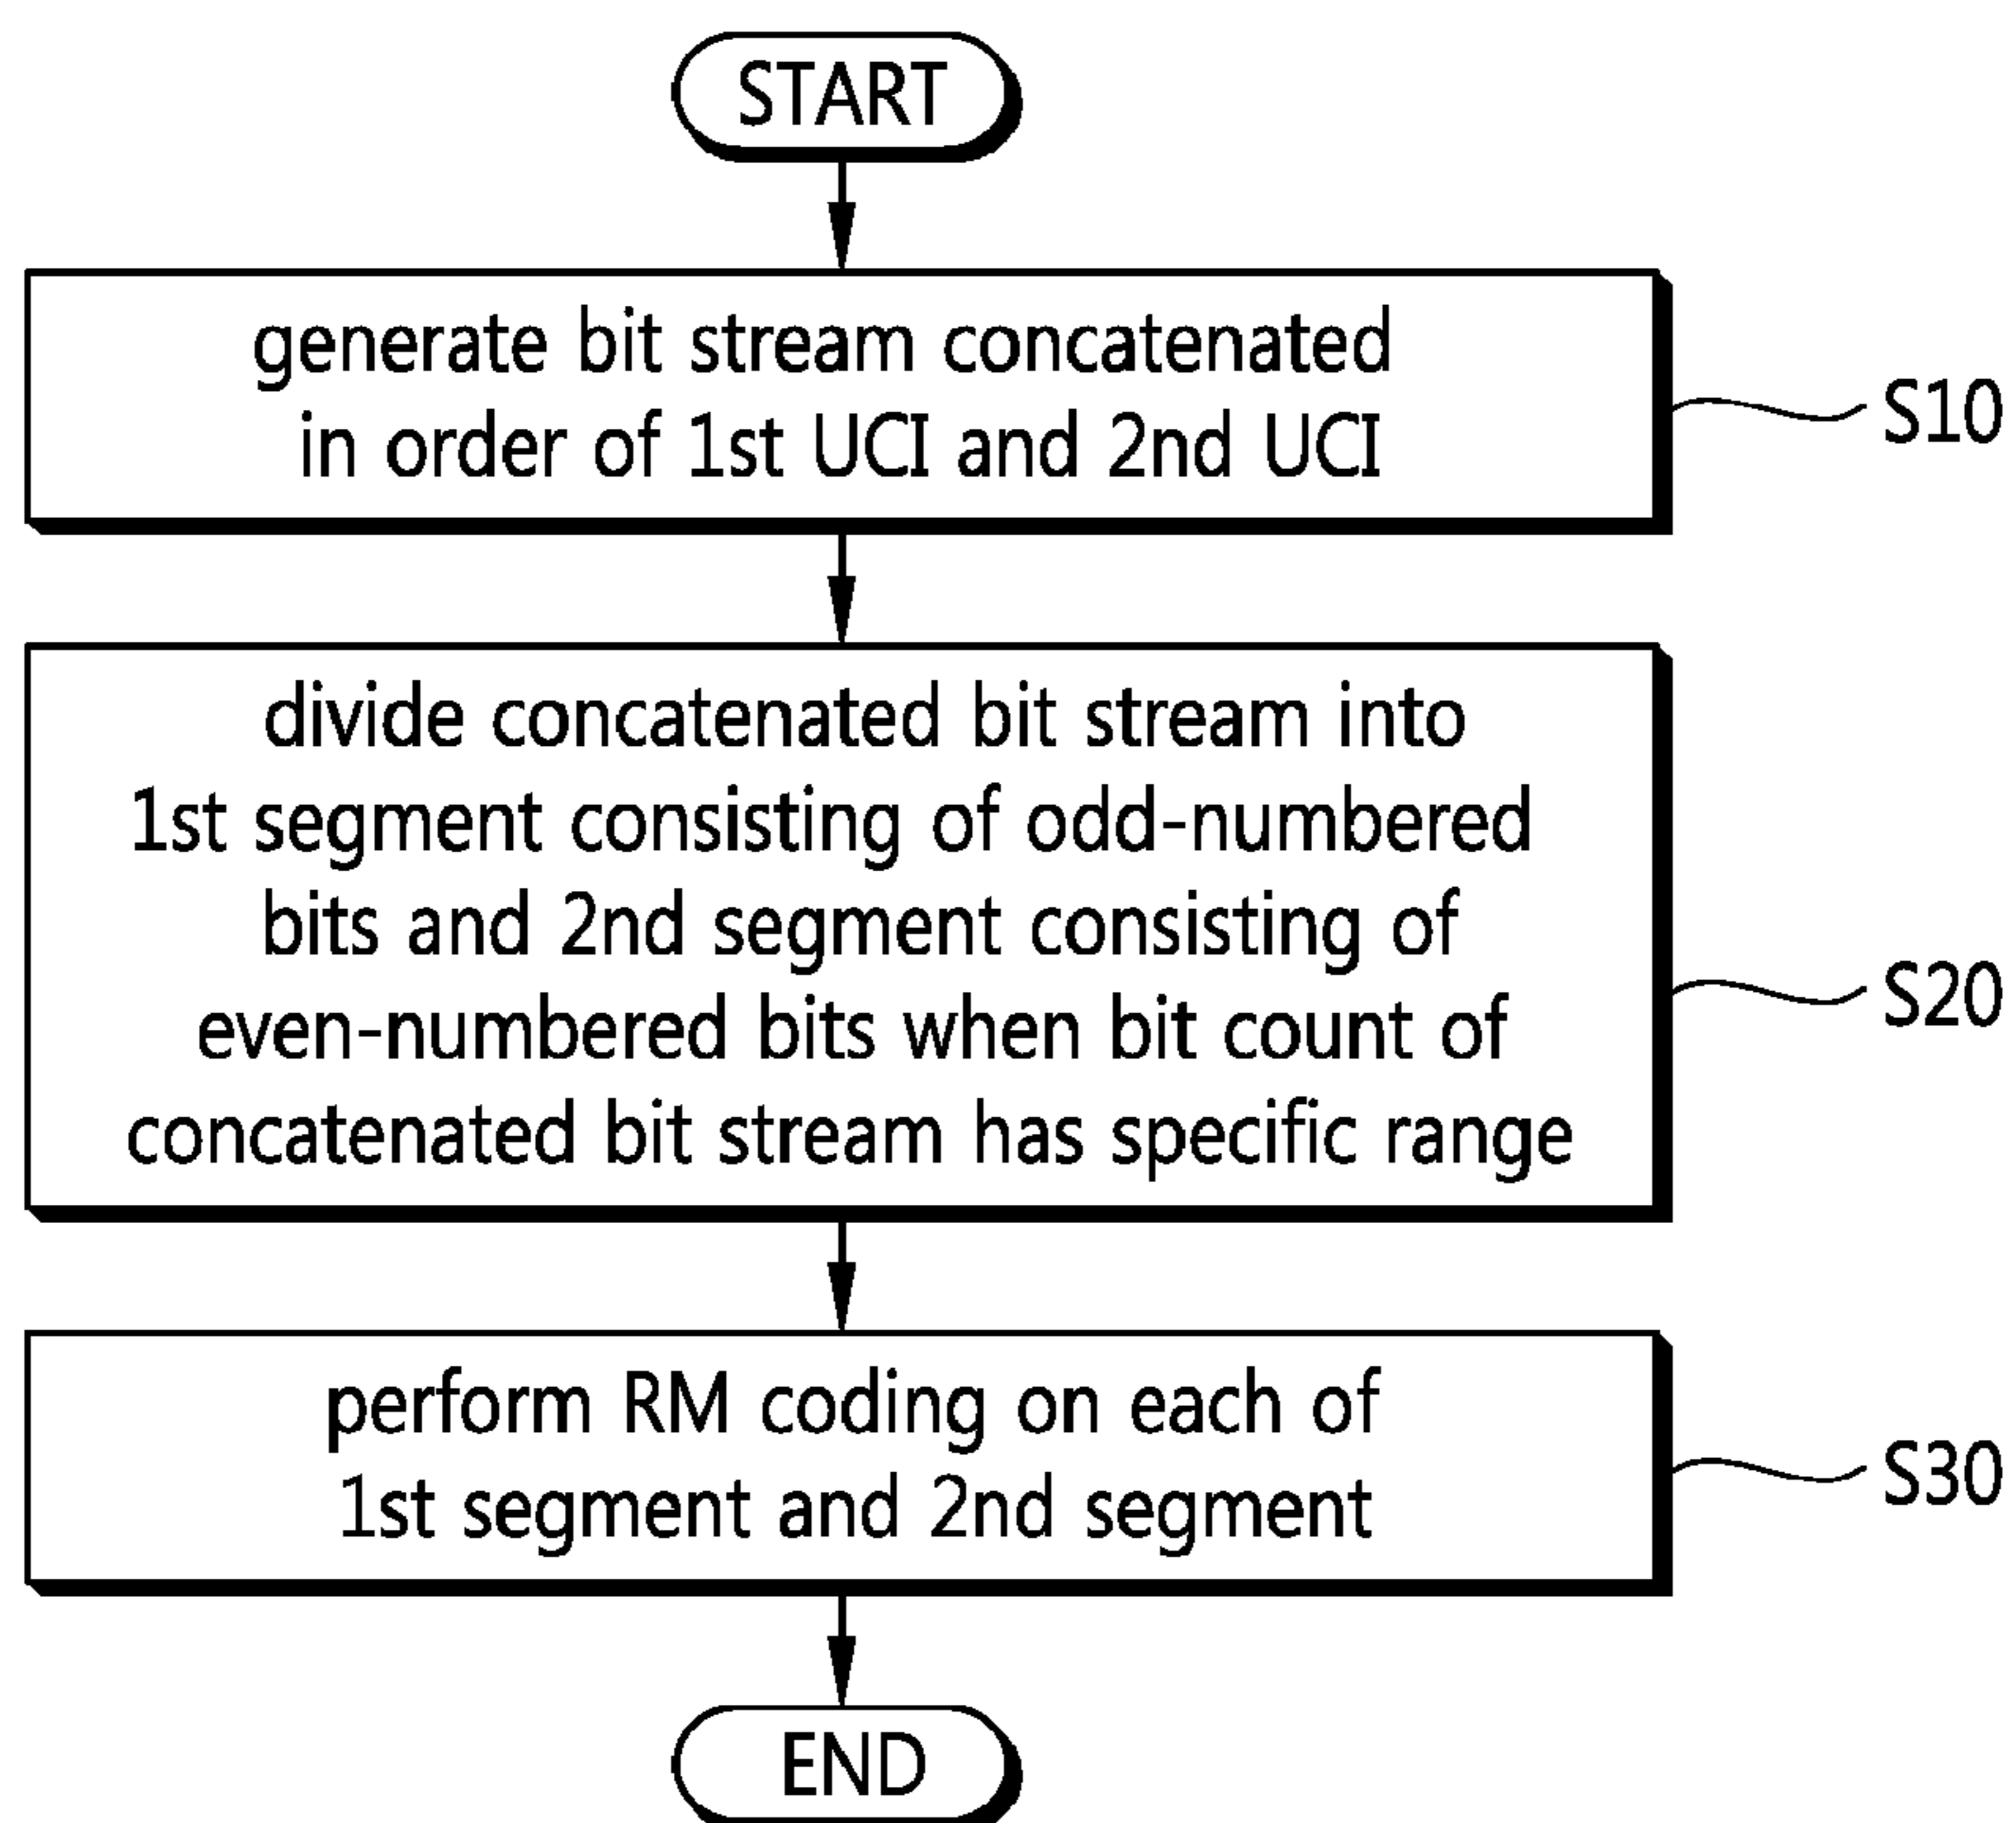 START
generate bit stream concatenated
in order of 1st UCI and 2nd UCI
S10
divide concatenated bit stream into
1st segment consisting of odd-numbered
bits and 2nd segment consisting of
even-numbered bits when bit count of
concatenated bit stream has specific range
S20
perform RM coding on each of
1st segment and 2nd segment
S30
END